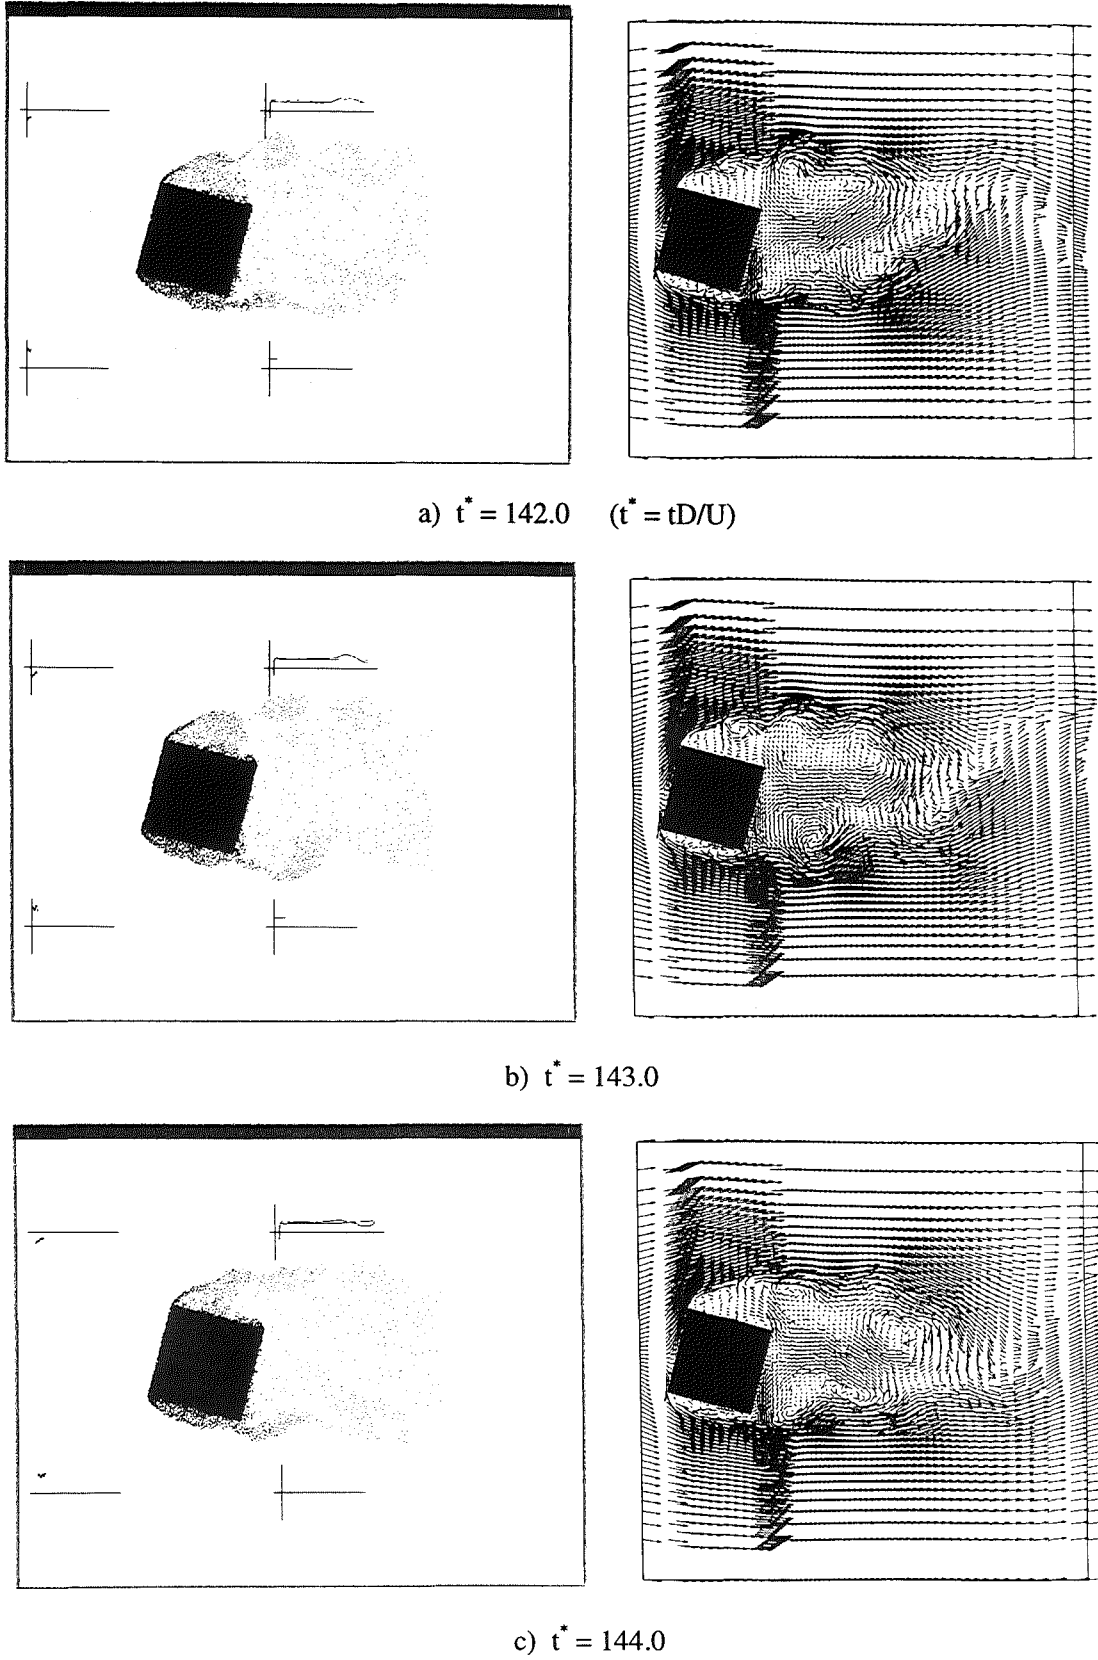 a) t* = 142.0 (t* = tD/U)
b) t* = 143.0
c) t* = 144.0